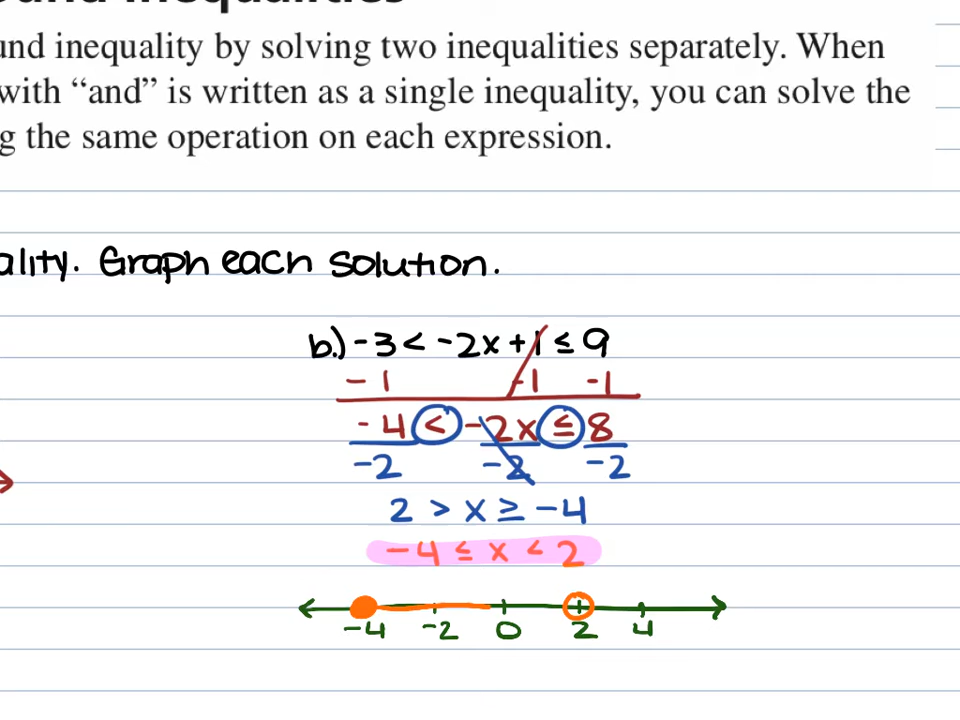 und inequality by solving two inequalities separately. When
with “and” is written as a single inequality, you can solve the
g the same operation on each expression.
ality. Graph each solution.
b.) -3 < -2x + 1 ≤ 9
-1 -1 -1
-4 < -2x ≤ 8
-2 -2 -2
2 > x ≥ -4
-4 ≤ x < 2
-4 -2 0 2 4